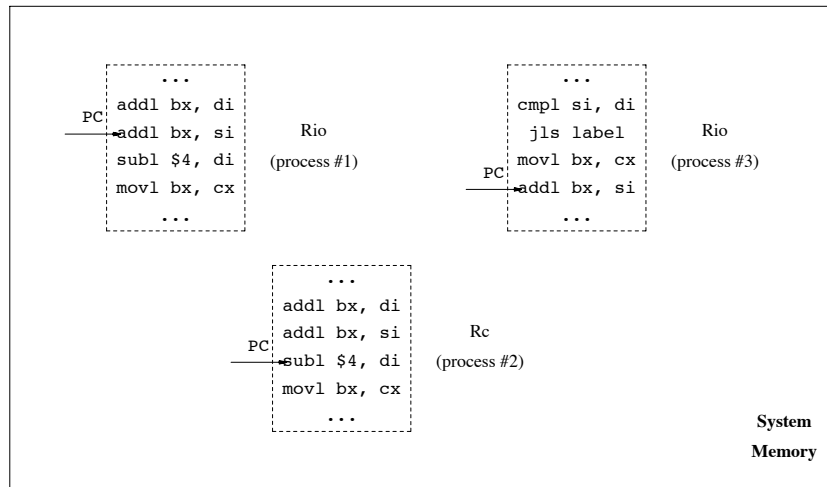 ...
addl bx, di
PC
addl bx, si
subl $4, di
movl bx, cx
...
Rio
(process #1)
...
cmpl si, di
jls label
movl bx, cx
PC
addl bx, si
...
Rio
(process #3)
...
addl bx, di
addl bx, si
PC
subl $4, di
movl bx, cx
...
Rc
(process #2)
System
Memory